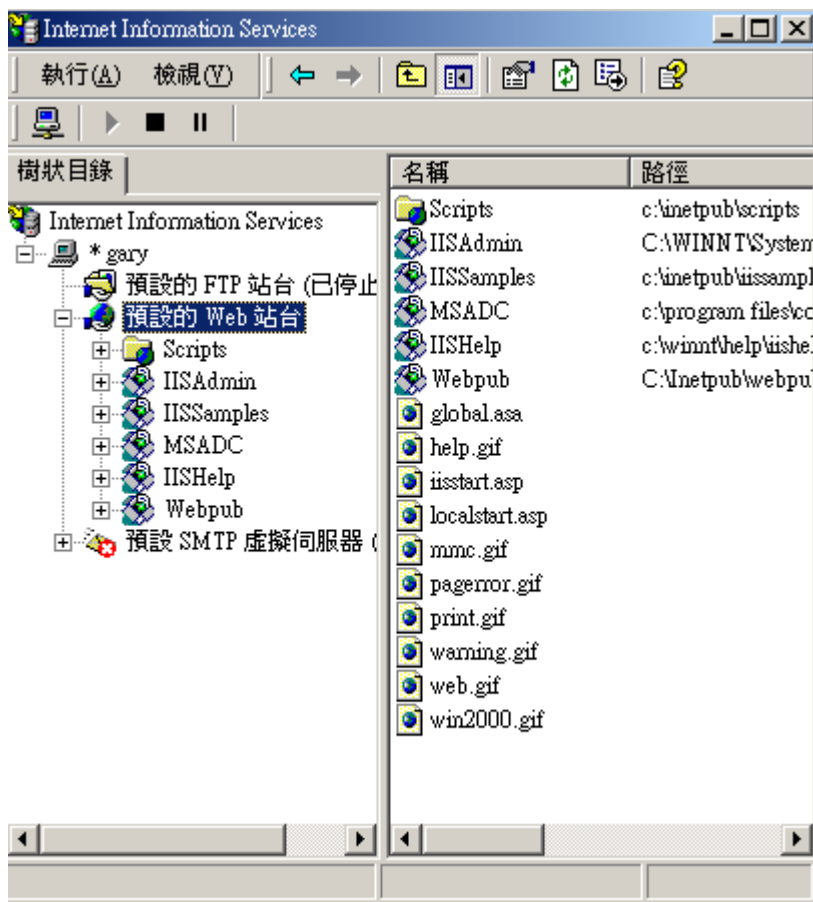 Internet Information Services
執行(A) 檢視(V)
樹狀目錄
Internet Information Services
* gary
預設的 FTP 站台 (已停止
預設的 Web 站台
Scripts
IISAdmin
IISSamples
MSADC
IISHelp
Webpub
預設 SMTP 虛擬伺服器 (
名稱 路徑
Scripts c:\inetpub\scripts
IISAdmin C:\WINNT\System
IISSamples c:\inetpub\iissampl
MSADC c:\program files\co
IISHelp c:\winnt\help\iishel
Webpub C:\Inetpub\webpu
global.asa
help.gif
iisstart.asp
localstart.asp
mmc.gif
pagerror.gif
print.gif
warning.gif
web.gif
win2000.gif